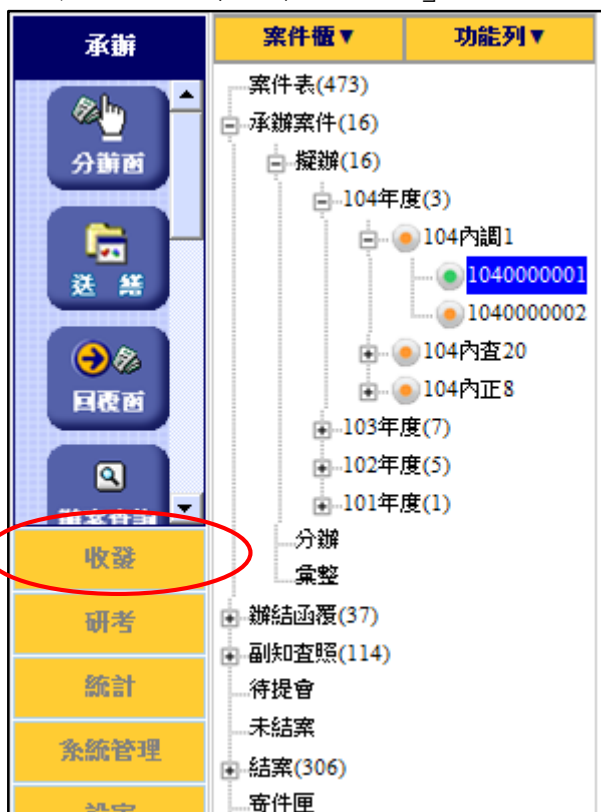 承辦
分辦函
送 繕
回覆函
收發
研考
統計
系統管理
設定
案件櫃▼ 功能列▼
案件表(473)
承辦案件(16)
擬辦(16)
104年度(3)
104內調1
1040000001
1040000002
104內查20
104內正8
103年度(7)
102年度(5)
101年度(1)
分辦
彙整
辦結函覆(37)
副知查照(114)
待提會
未結案
結案(306)
寄件匣